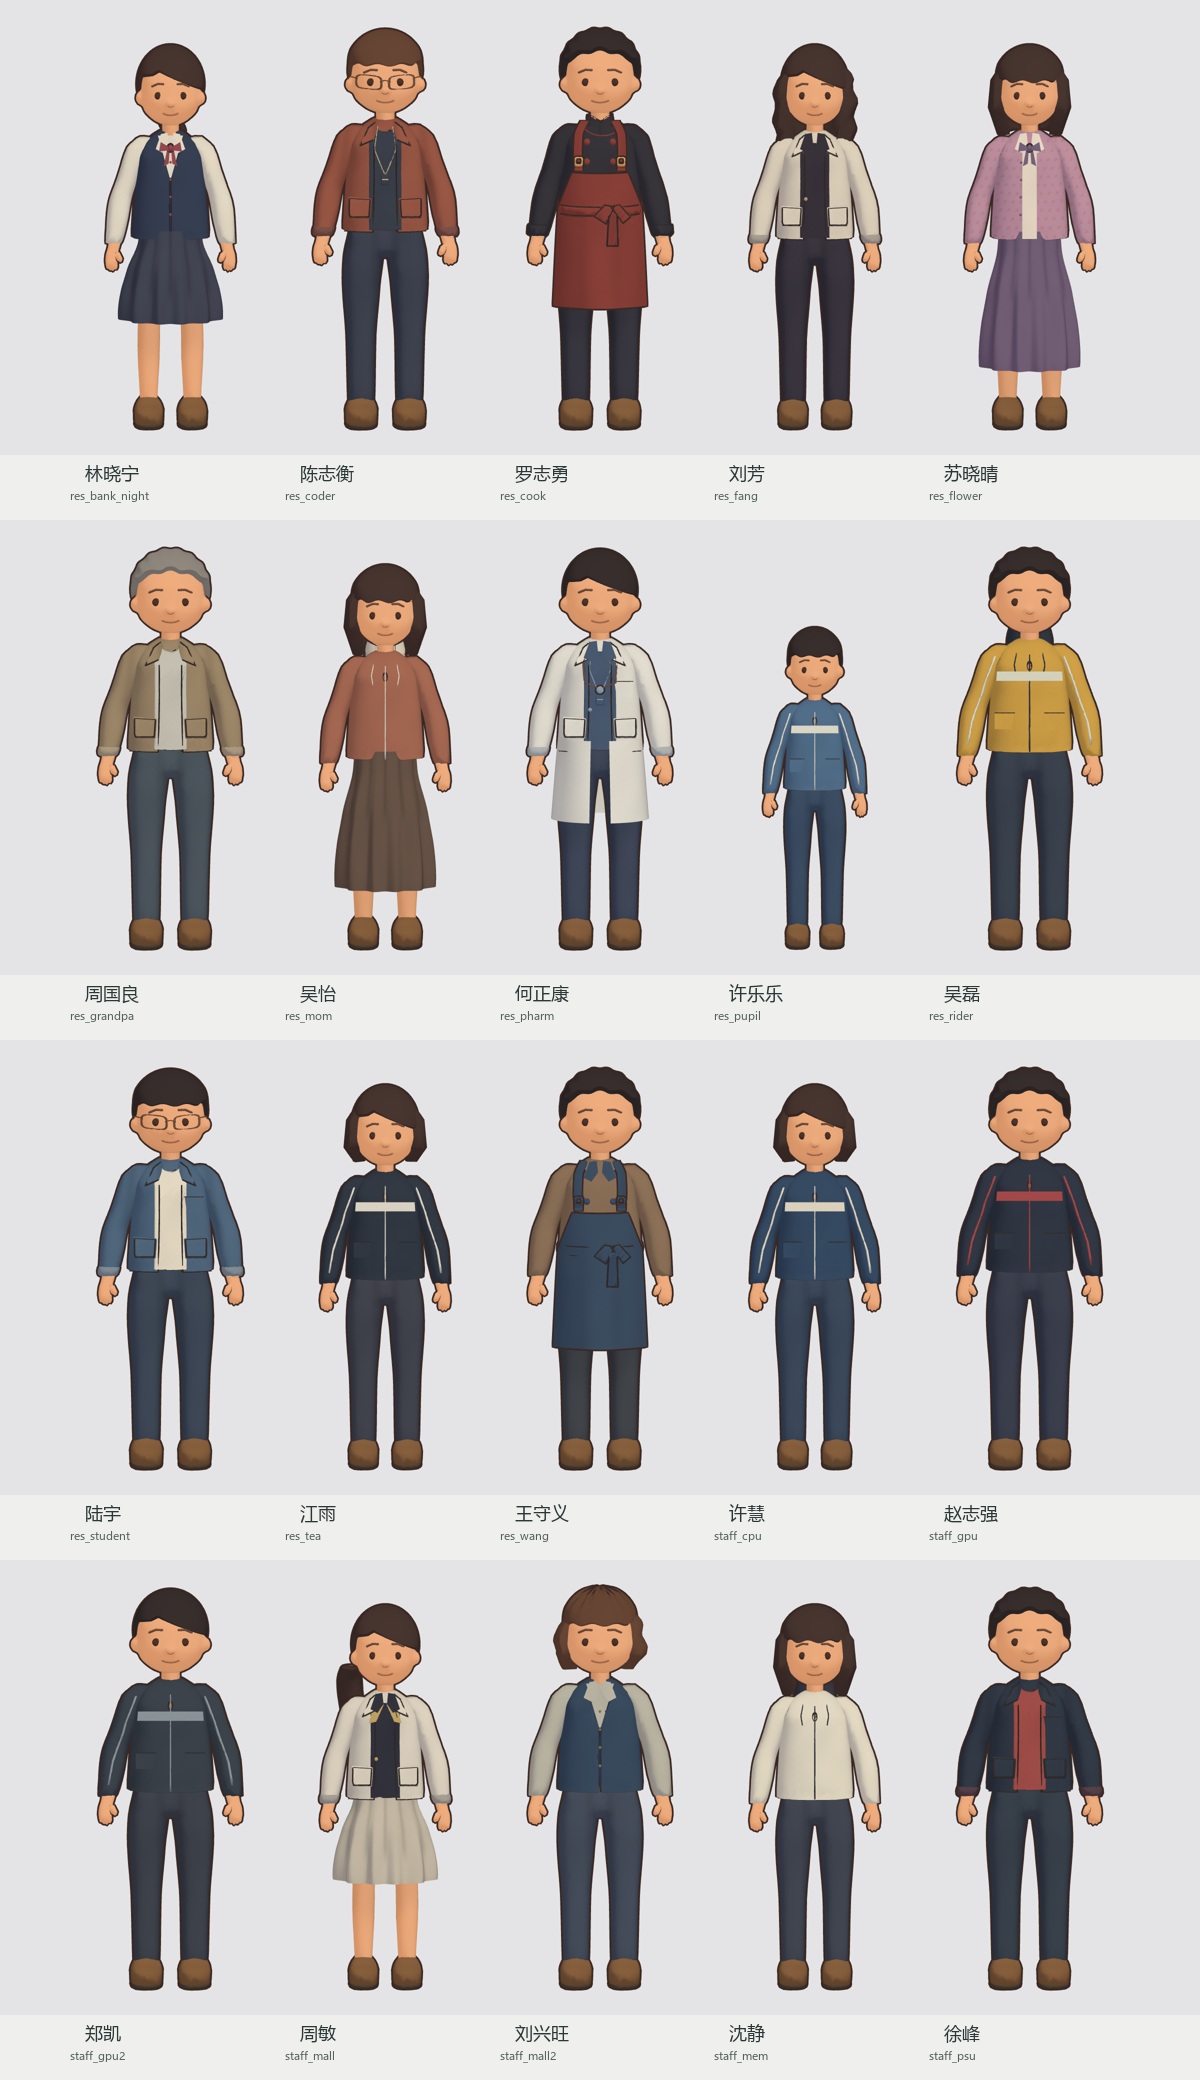 林晓宁 陈志衡 罗志勇 刘芳 苏晓晴
res_bank_night res_coder res_cook res_fang res_flower
周国良 吴怡 何正康 许乐乐 吴磊
res_grandpa res_mom res_pharm res_pupil res_rider
陆宇 江雨 王守义 许慧 赵志强
res_student res_tea res_wang staff_cpu staff_gpu
郑凯 周敏 刘兴旺 沈静 徐峰
staff_gpu2 staff_mall staff_mall2 staff_mem staff_psu